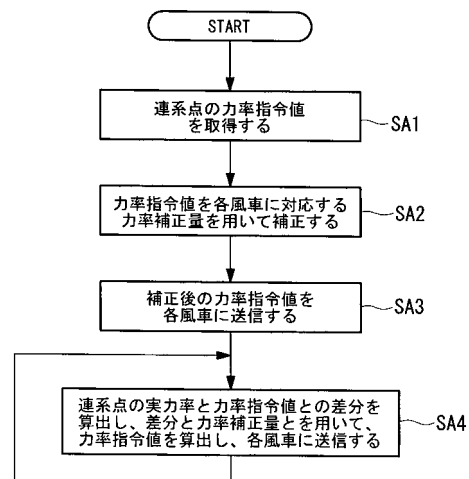 START
連系点の力率指令値
を取得する
SA1
力率指令値を各風車に対応する
力率補正量を用いて補正する
SA2
補正後の力率指令値を
各風車に送信する
SA3
連系点の実力率と力率指令値との差分を
算出し、差分と力率補正量とを用いて、
力率指令値を算出し、各風車に送信する
SA4